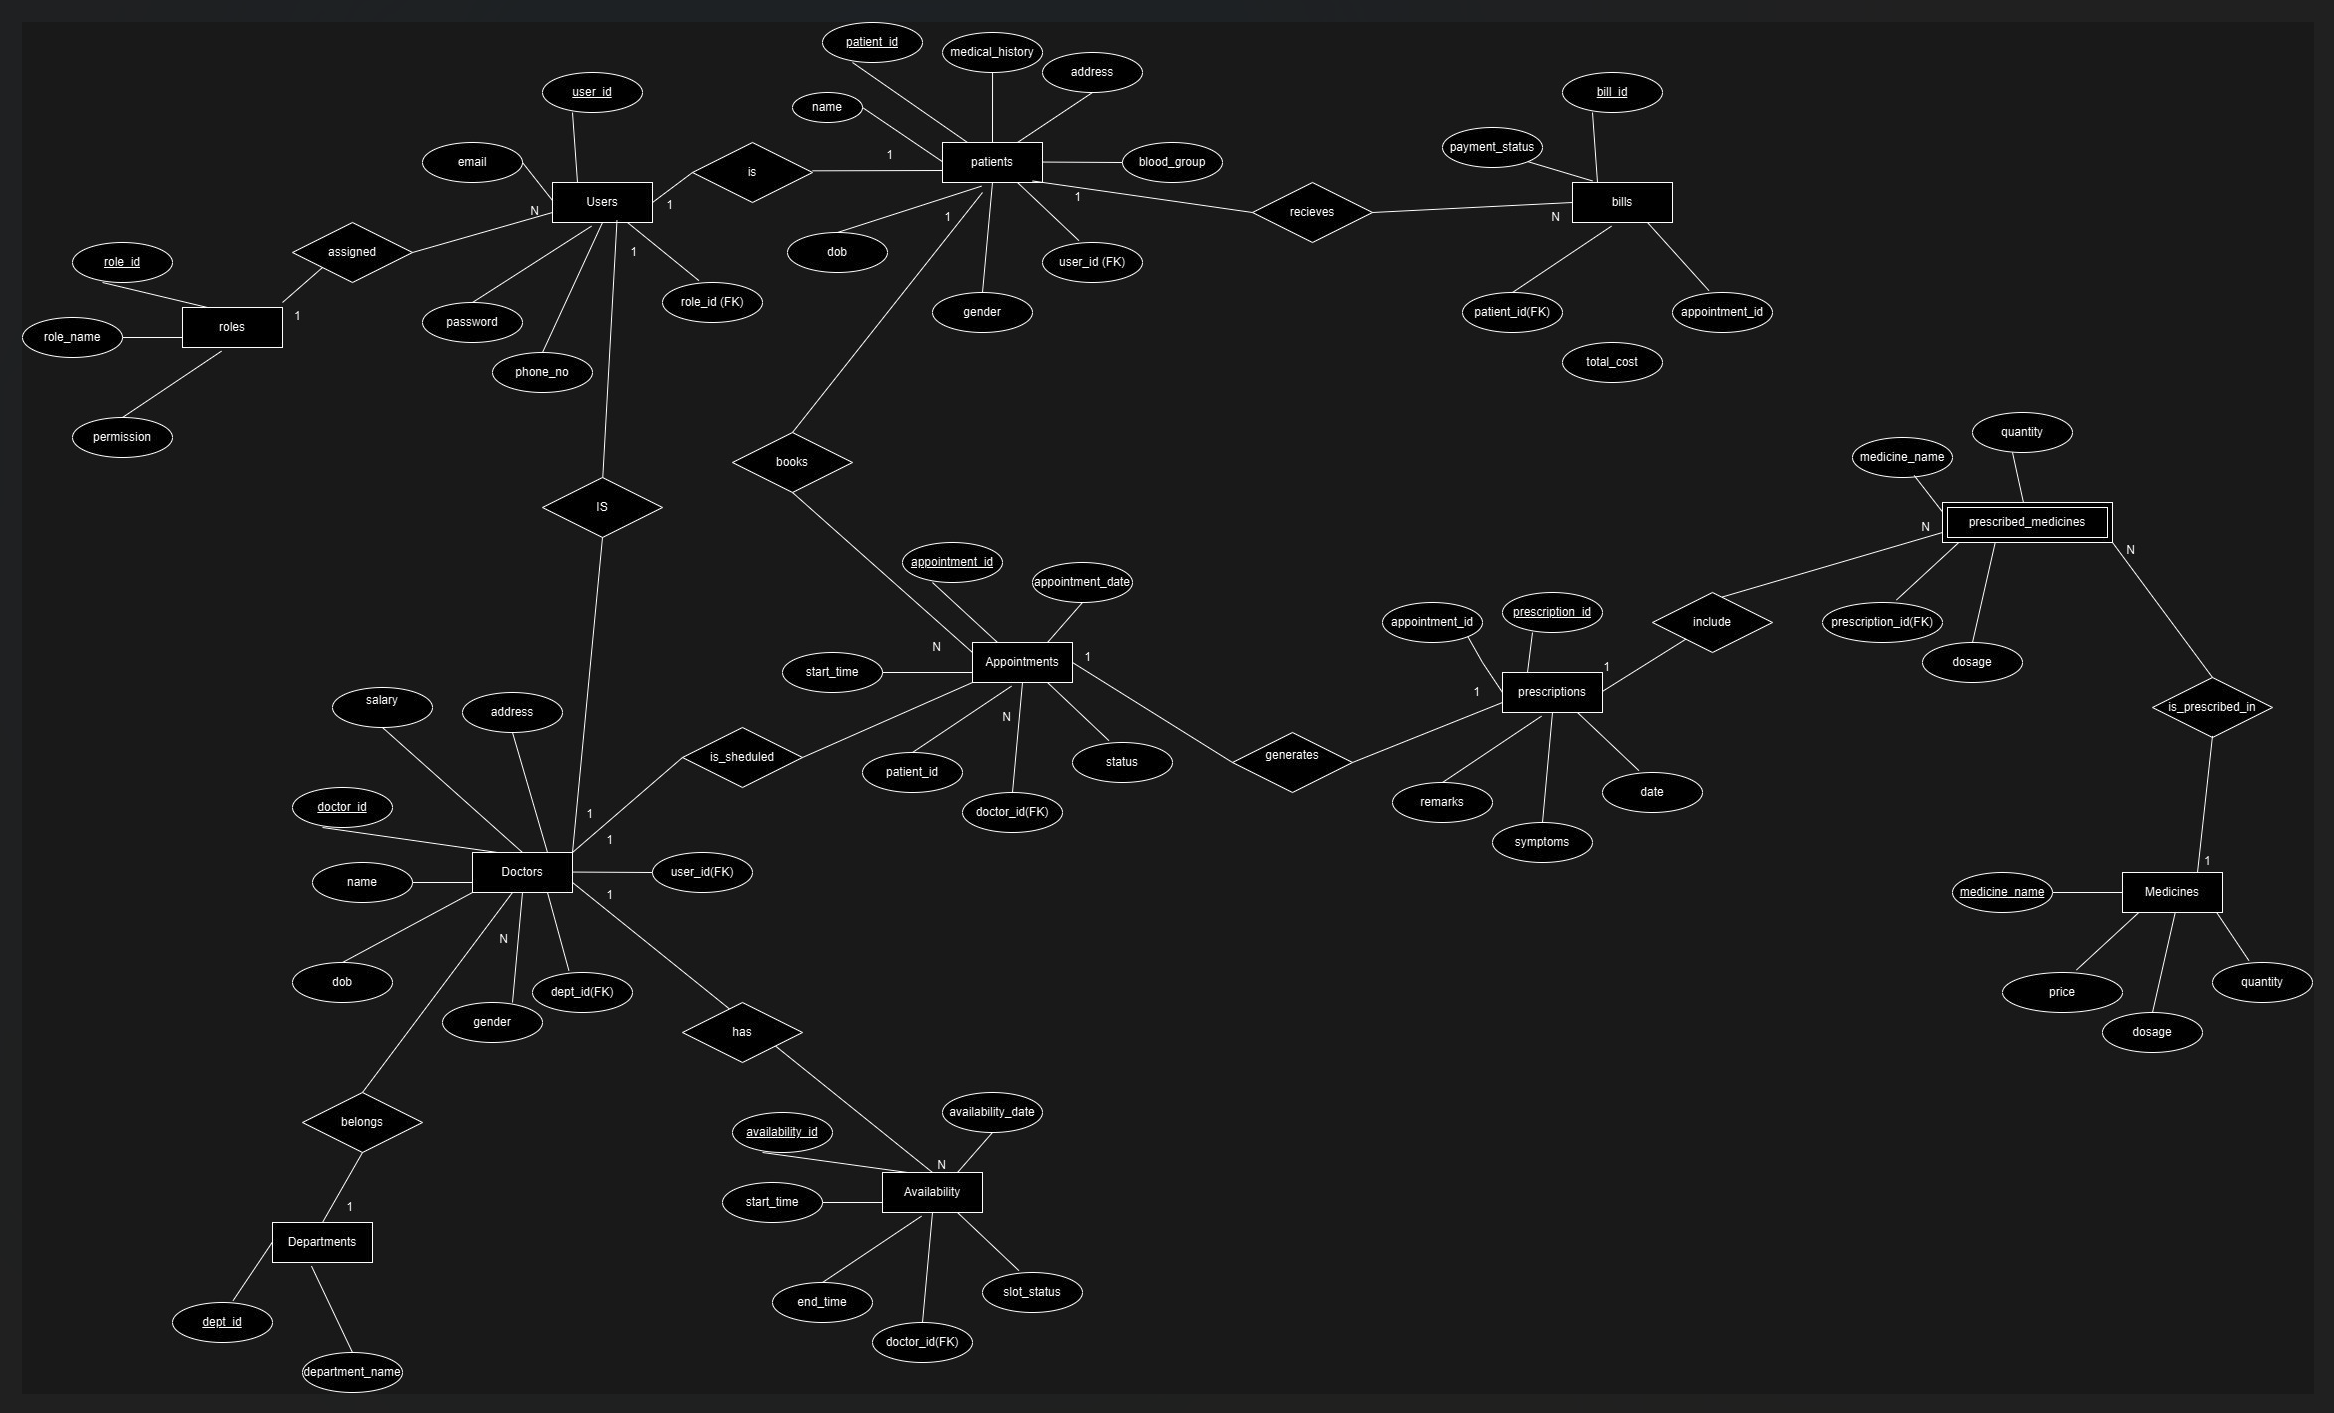 patient_id
medical_history
address
user_id
name
bill_id
payment_status
email
is
1
patients
blood_group
N
Users
1
1
1
recieves
N
bills
assigned
1
dob
user_id (FK)
role_id
role_id (FK)
gender
patient_id(FK)
appointment_id
1
roles
role_name
password
phone_no
total_cost
permission
books
medicine_name
quantity
IS
N
prescribed_medicines
N
appointment_id
appointment_date
appointment_id
prescription_id
include
prescription_id(FK)
N
Appointments
1
start_time
1
dosage
salary
address
1
prescriptions
N
is_prescribed_in
is_sheduled
generates
patient_id
status
doctor_id
1
doctor_id(FK)
remarks
date
1
symptoms
1
Doctors
user_id(FK)
name
1
medicine_name
Medicines
N
dob
dept_id(FK)
price
quantity
gender
has
dosage
belongs
availability_id
availability_date
N
1
start_time
Availability
Departments
end_time
slot_status
dept_id
doctor_id(FK)
department_name